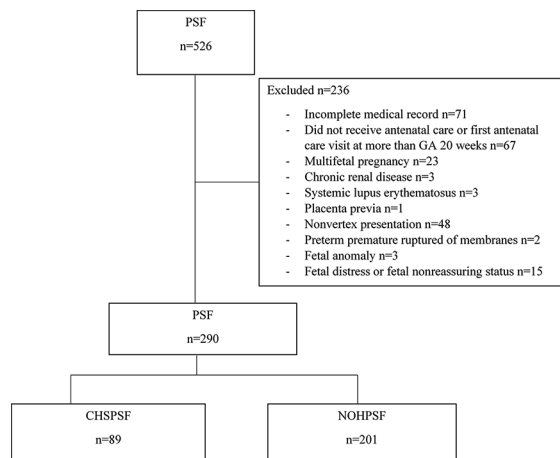 PSF
n=526
Excluded n=236
- Incomplete medical record n=71
- Did not receive antenatal care or first antenatal
care visit at more than GA 20 weeks n=67
- Multifetal pregnancy n=23
- Chronic renal disease n=3
- Systemic lupus erythematosus n=3
- Placenta previa n=1
- Nonvertex presentation n=48
- Preterm premature ruptured of membranes n=2
- Fetal anomaly n=3
- Fetal distress or fetal nonreassuring status n=15
PSF
n=290
CHSPSF
n=89
NOHPSF
n=201